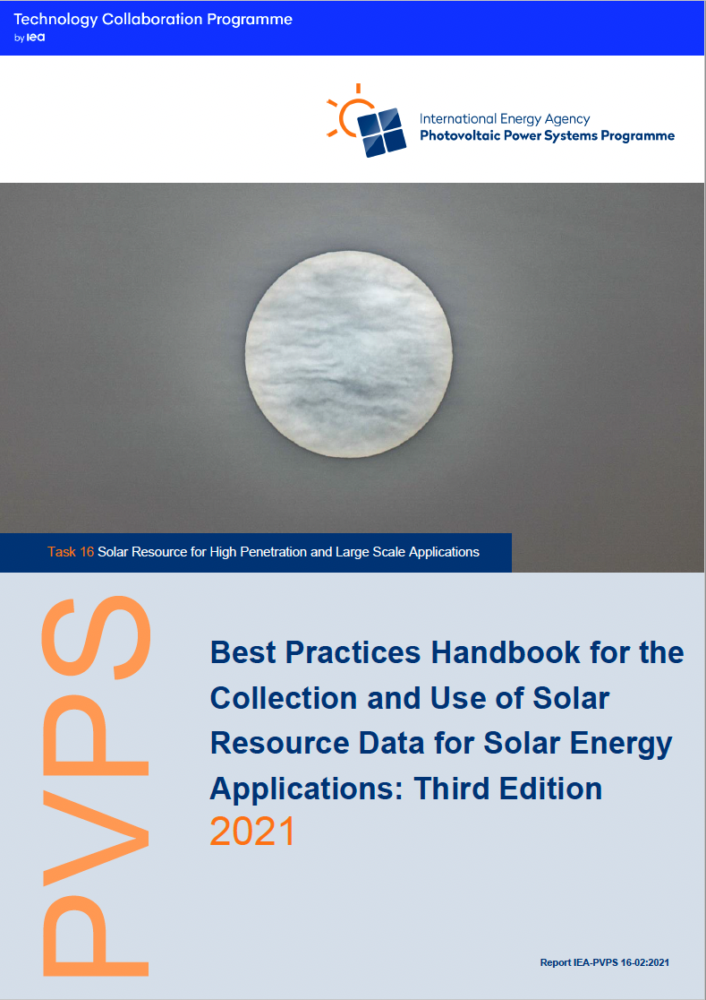 Technology Collaboration Programme
by iea
International Energy Agency
Photovoltaic Power Systems Programme
Task 16 Solar Resource for High Penetration and Large Scale Applications
PVPS
Best Practices Handbook for the
Collection and Use of Solar
Resource Data for Solar Energy
Applications: Third Edition
2021
Report IEA-PVPS 16-02:2021